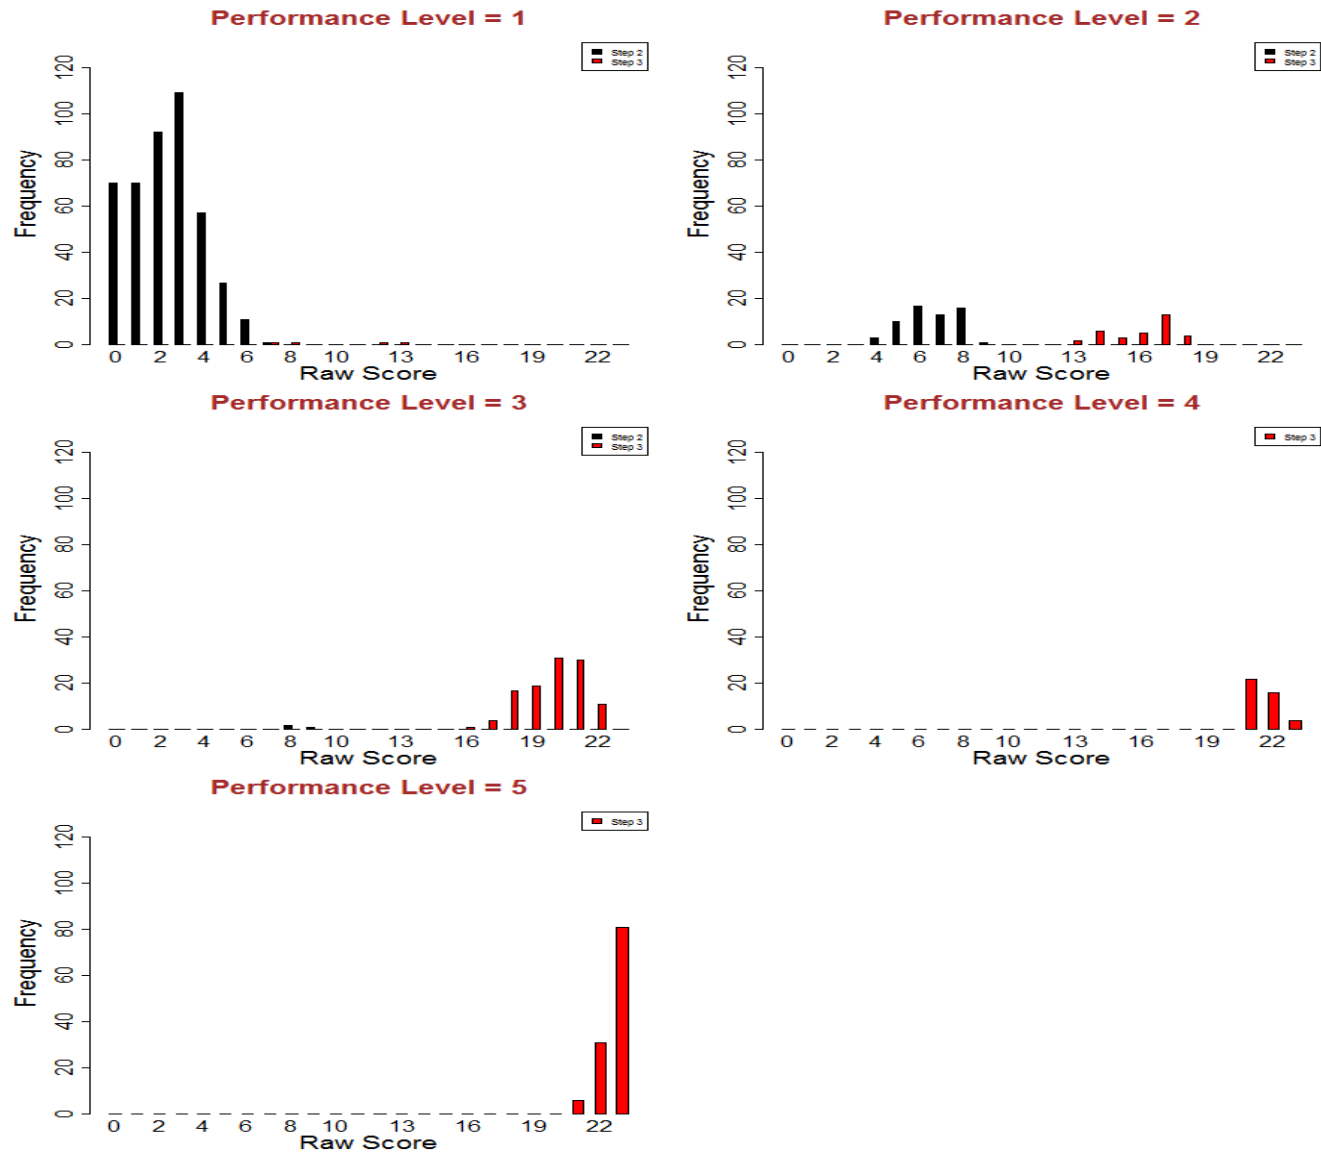 Performance Level = 1
Step 2
Step 3
120
100
80
60
40
20
0
Frequency
0 2 4 6 8 10 13 16 19 22
Raw Score
Performance Level = 2
Step 2
Step 3
120
100
80
60
40
20
0
Frequency
0 2 4 6 8 10 13 16 19 22
Raw Score
Performance Level = 3
Step 2
Step 3
120
100
80
60
40
20
0
Frequency
0 2 4 6 8 10 13 16 19 22
Raw Score
Performance Level = 4
Step 3
120
100
80
60
40
20
0
Frequency
0 2 4 6 8 10 13 16 19 22
Raw Score
Performance Level = 5
Step 3
120
100
80
60
40
20
0
Frequency
0 2 4 6 8 10 13 16 19 22
Raw Score